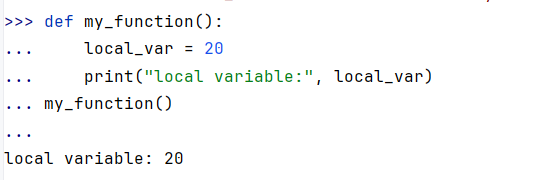 >>> def my_function():
...     local_var = 20
...     print("local variable:", local_var)
... my_function()
...
local variable: 20